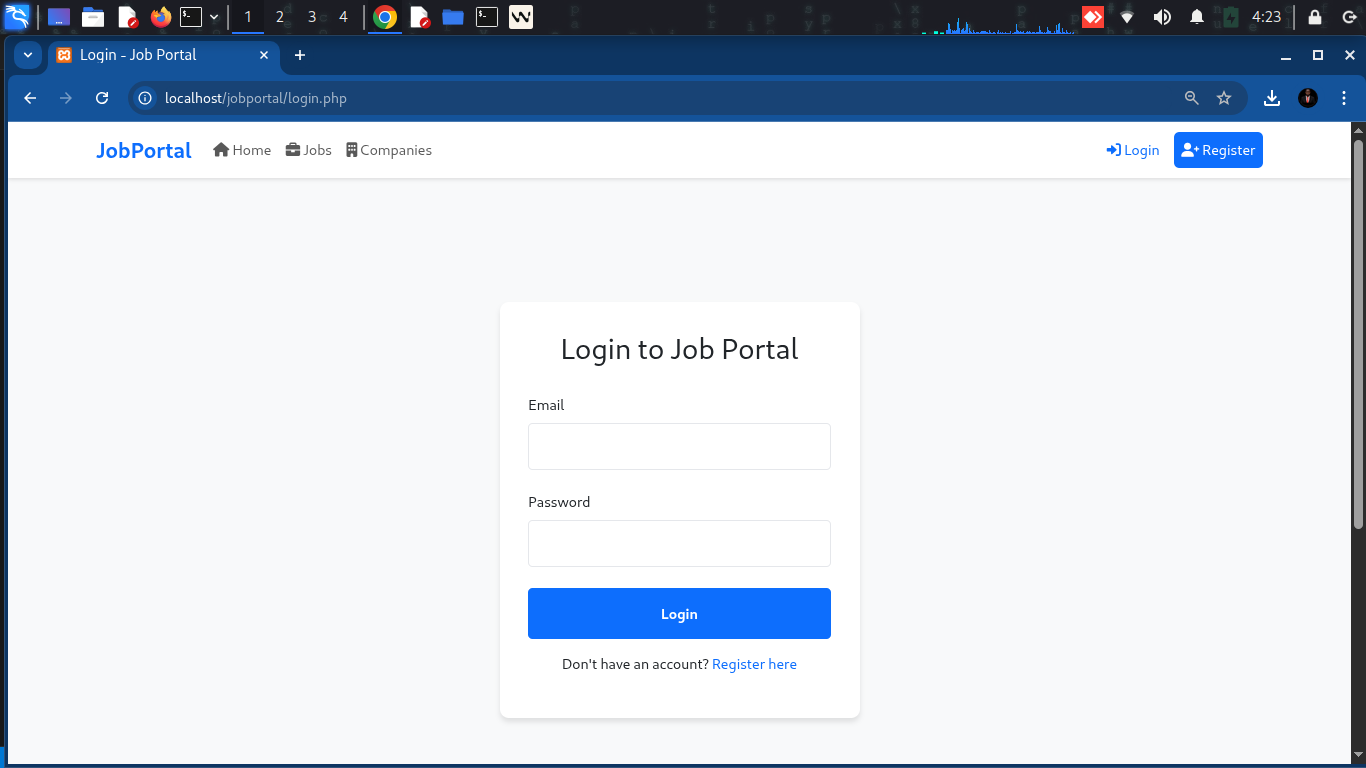 1 2 3 4 4:23
Login - Job Portal
localhost/jobportal/login.php
JobPortal Home Jobs Companies Login Register
Login to Job Portal
Email
Password
Login
Don't have an account? Register here